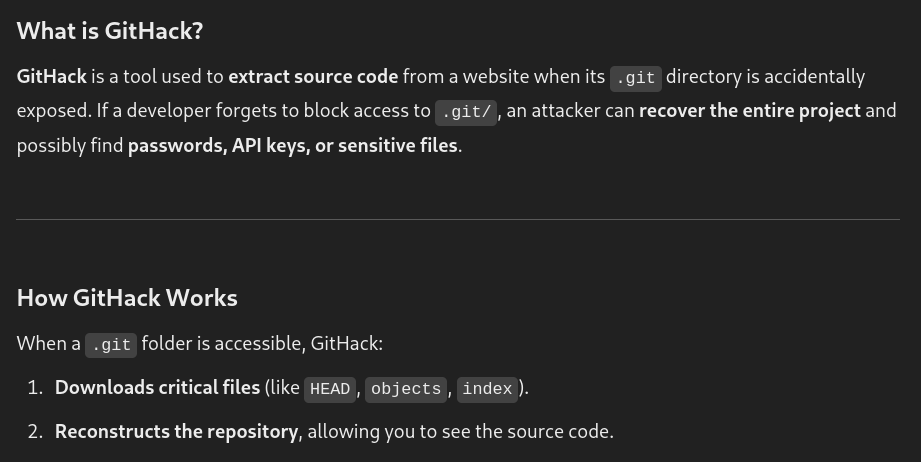 What is GitHack?
GitHack is a tool used to extract source code from a website when its .git directory is accidentally
exposed. If a developer forgets to block access to .git/, an attacker can recover the entire project and
possibly find passwords, API keys, or sensitive files.
How GitHack Works
When a .git folder is accessible, GitHack:
1. Downloads critical files (like HEAD, objects, index).
2. Reconstructs the repository, allowing you to see the source code.